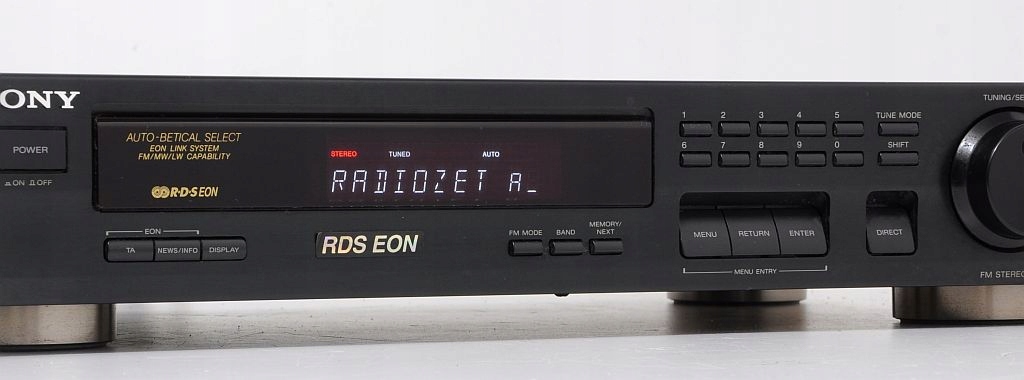 ONY
POWER
ON OFF
AUTO-BETICAL SELECT
EON LINK SYSTEM
FM/MW/LW CAPABILITY
R·D·S EON
STEREO TUNED AUTO
RADIOZET A_
EON
TA NEWS/INFO DISPLAY
RDS EON
FM MODE BAND MEMORY/
NEXT
1 2 3 4 5 TUNE MODE
6 7 8 9 0 SHIFT
MENU RETURN ENTER DIRECT
MENU ENTRY
TUNING/SE
FM STEREO